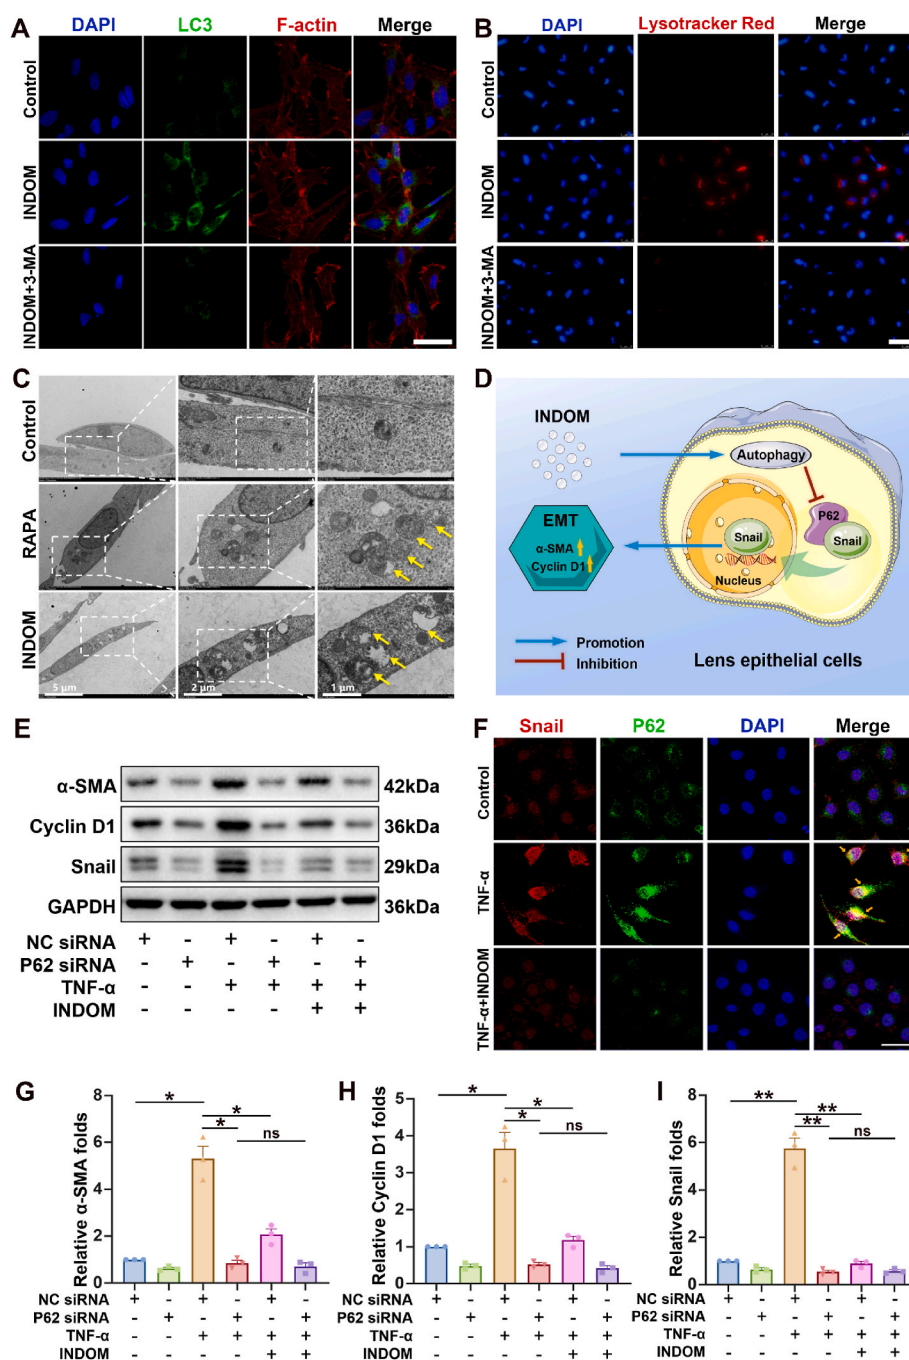 A
DAPI LC3 F-actin Merge
Control
INDOM
INDOM+3-MA
B
DAPI Lysotracker Red Merge
Control
INDOM
INDOM+3-MA
C
Control
RAPA
INDOM
5 μm 2 μm 1 μm
D
INDOM
Autophagy
P62
Snail
EMT
α-SMA
Cyclin D1
Snail
Nucleus
Promotion
Inhibition
Lens epithelial cells
E
α-SMA 42kDa
Cyclin D1 36kDa
Snail 29kDa
GAPDH 36kDa
NC siRNA + - + - + -
P62 siRNA - + - + - +
TNF-α - - + + + +
INDOM - - - - + +
F
Snail P62 DAPI Merge
Control
TNF-α
TNF-α+INDOM
G
Relative α-SMA folds
8
6
4
2
0
* * * ns
NC siRNA + - + - + -
P62 siRNA - + - + - +
TNF-α - - + + + +
INDOM - - - - + +
H
Relative Cyclin D1 folds
5
4
3
2
1
0
* * * ns
NC siRNA + - + - + -
P62 siRNA - + - + - +
TNF-α - - + + + +
INDOM - - - - + +
I
Relative Snail folds
8
6
4
2
0
** ** ** ns
NC siRNA + - + - + -
P62 siRNA - + - + - +
TNF-α - - + + + +
INDOM - - - - + +